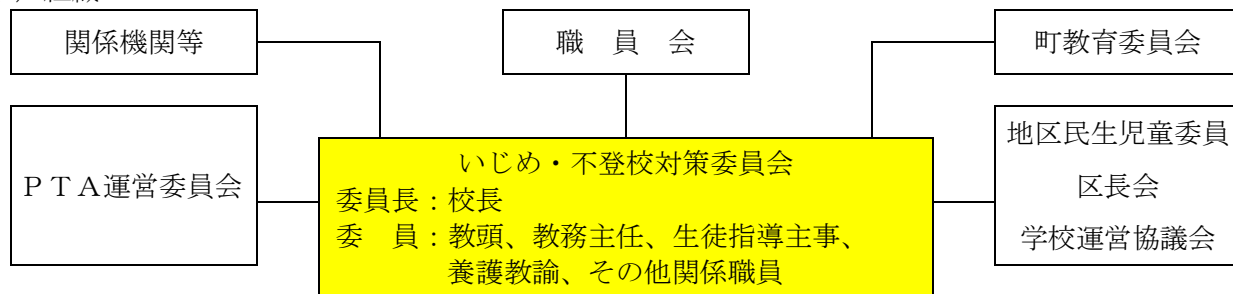 関係機関等
職　員　会
町教育委員会
ＰＴＡ運営委員会
いじめ・不登校対策委員会
委員長：校長
委　員：教頭、教務主任、生徒指導主事、
養護教諭、その他関係職員
地区民生児童委員
区長会
学校運営協議会